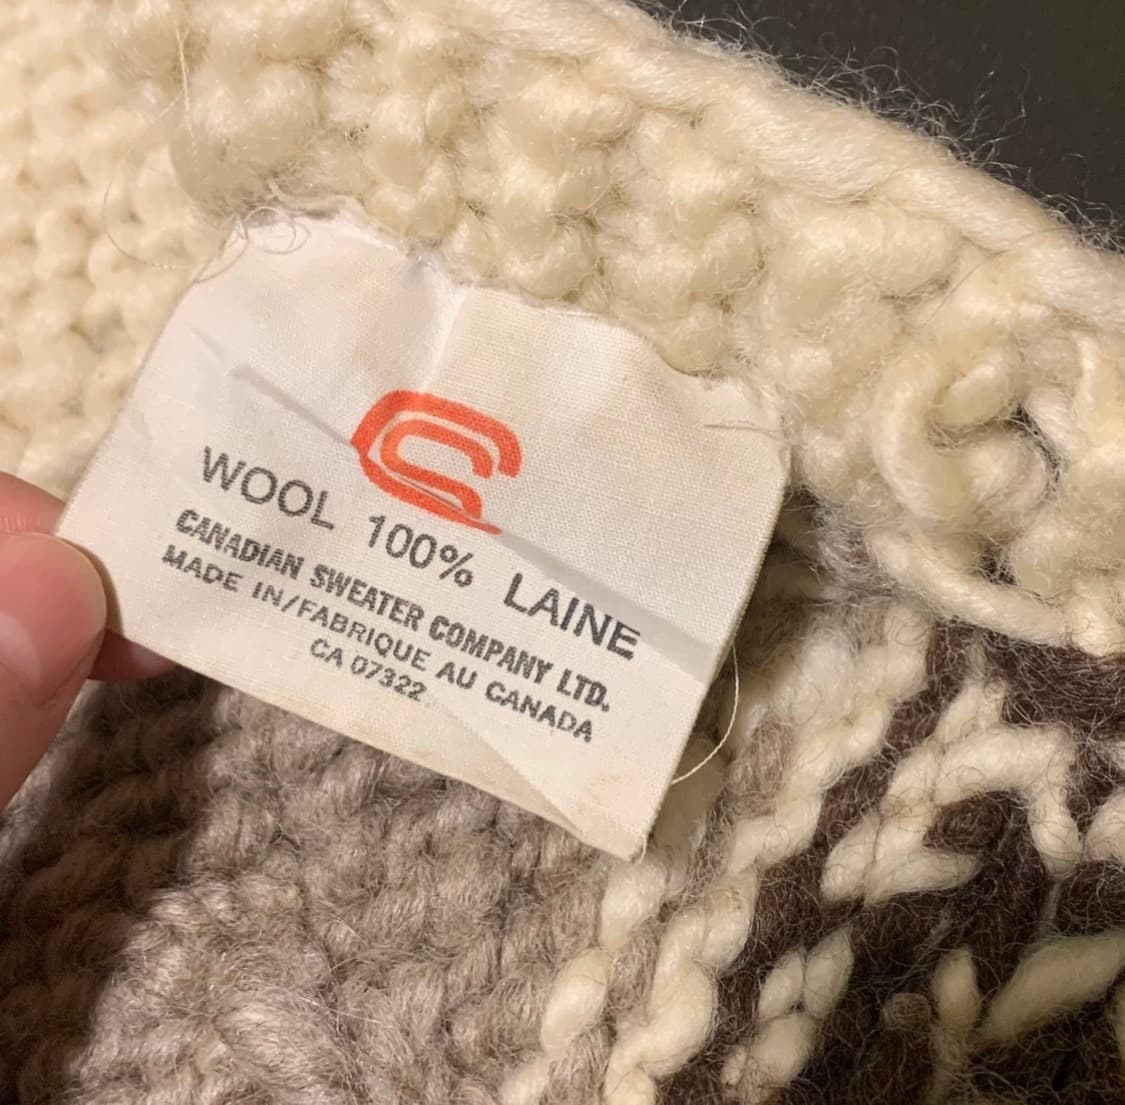 WOOL 100% LAINE
CANADIAN SWEATER COMPANY LTD.
MADE IN/FABRIQUE AU CANADA
CA 07322